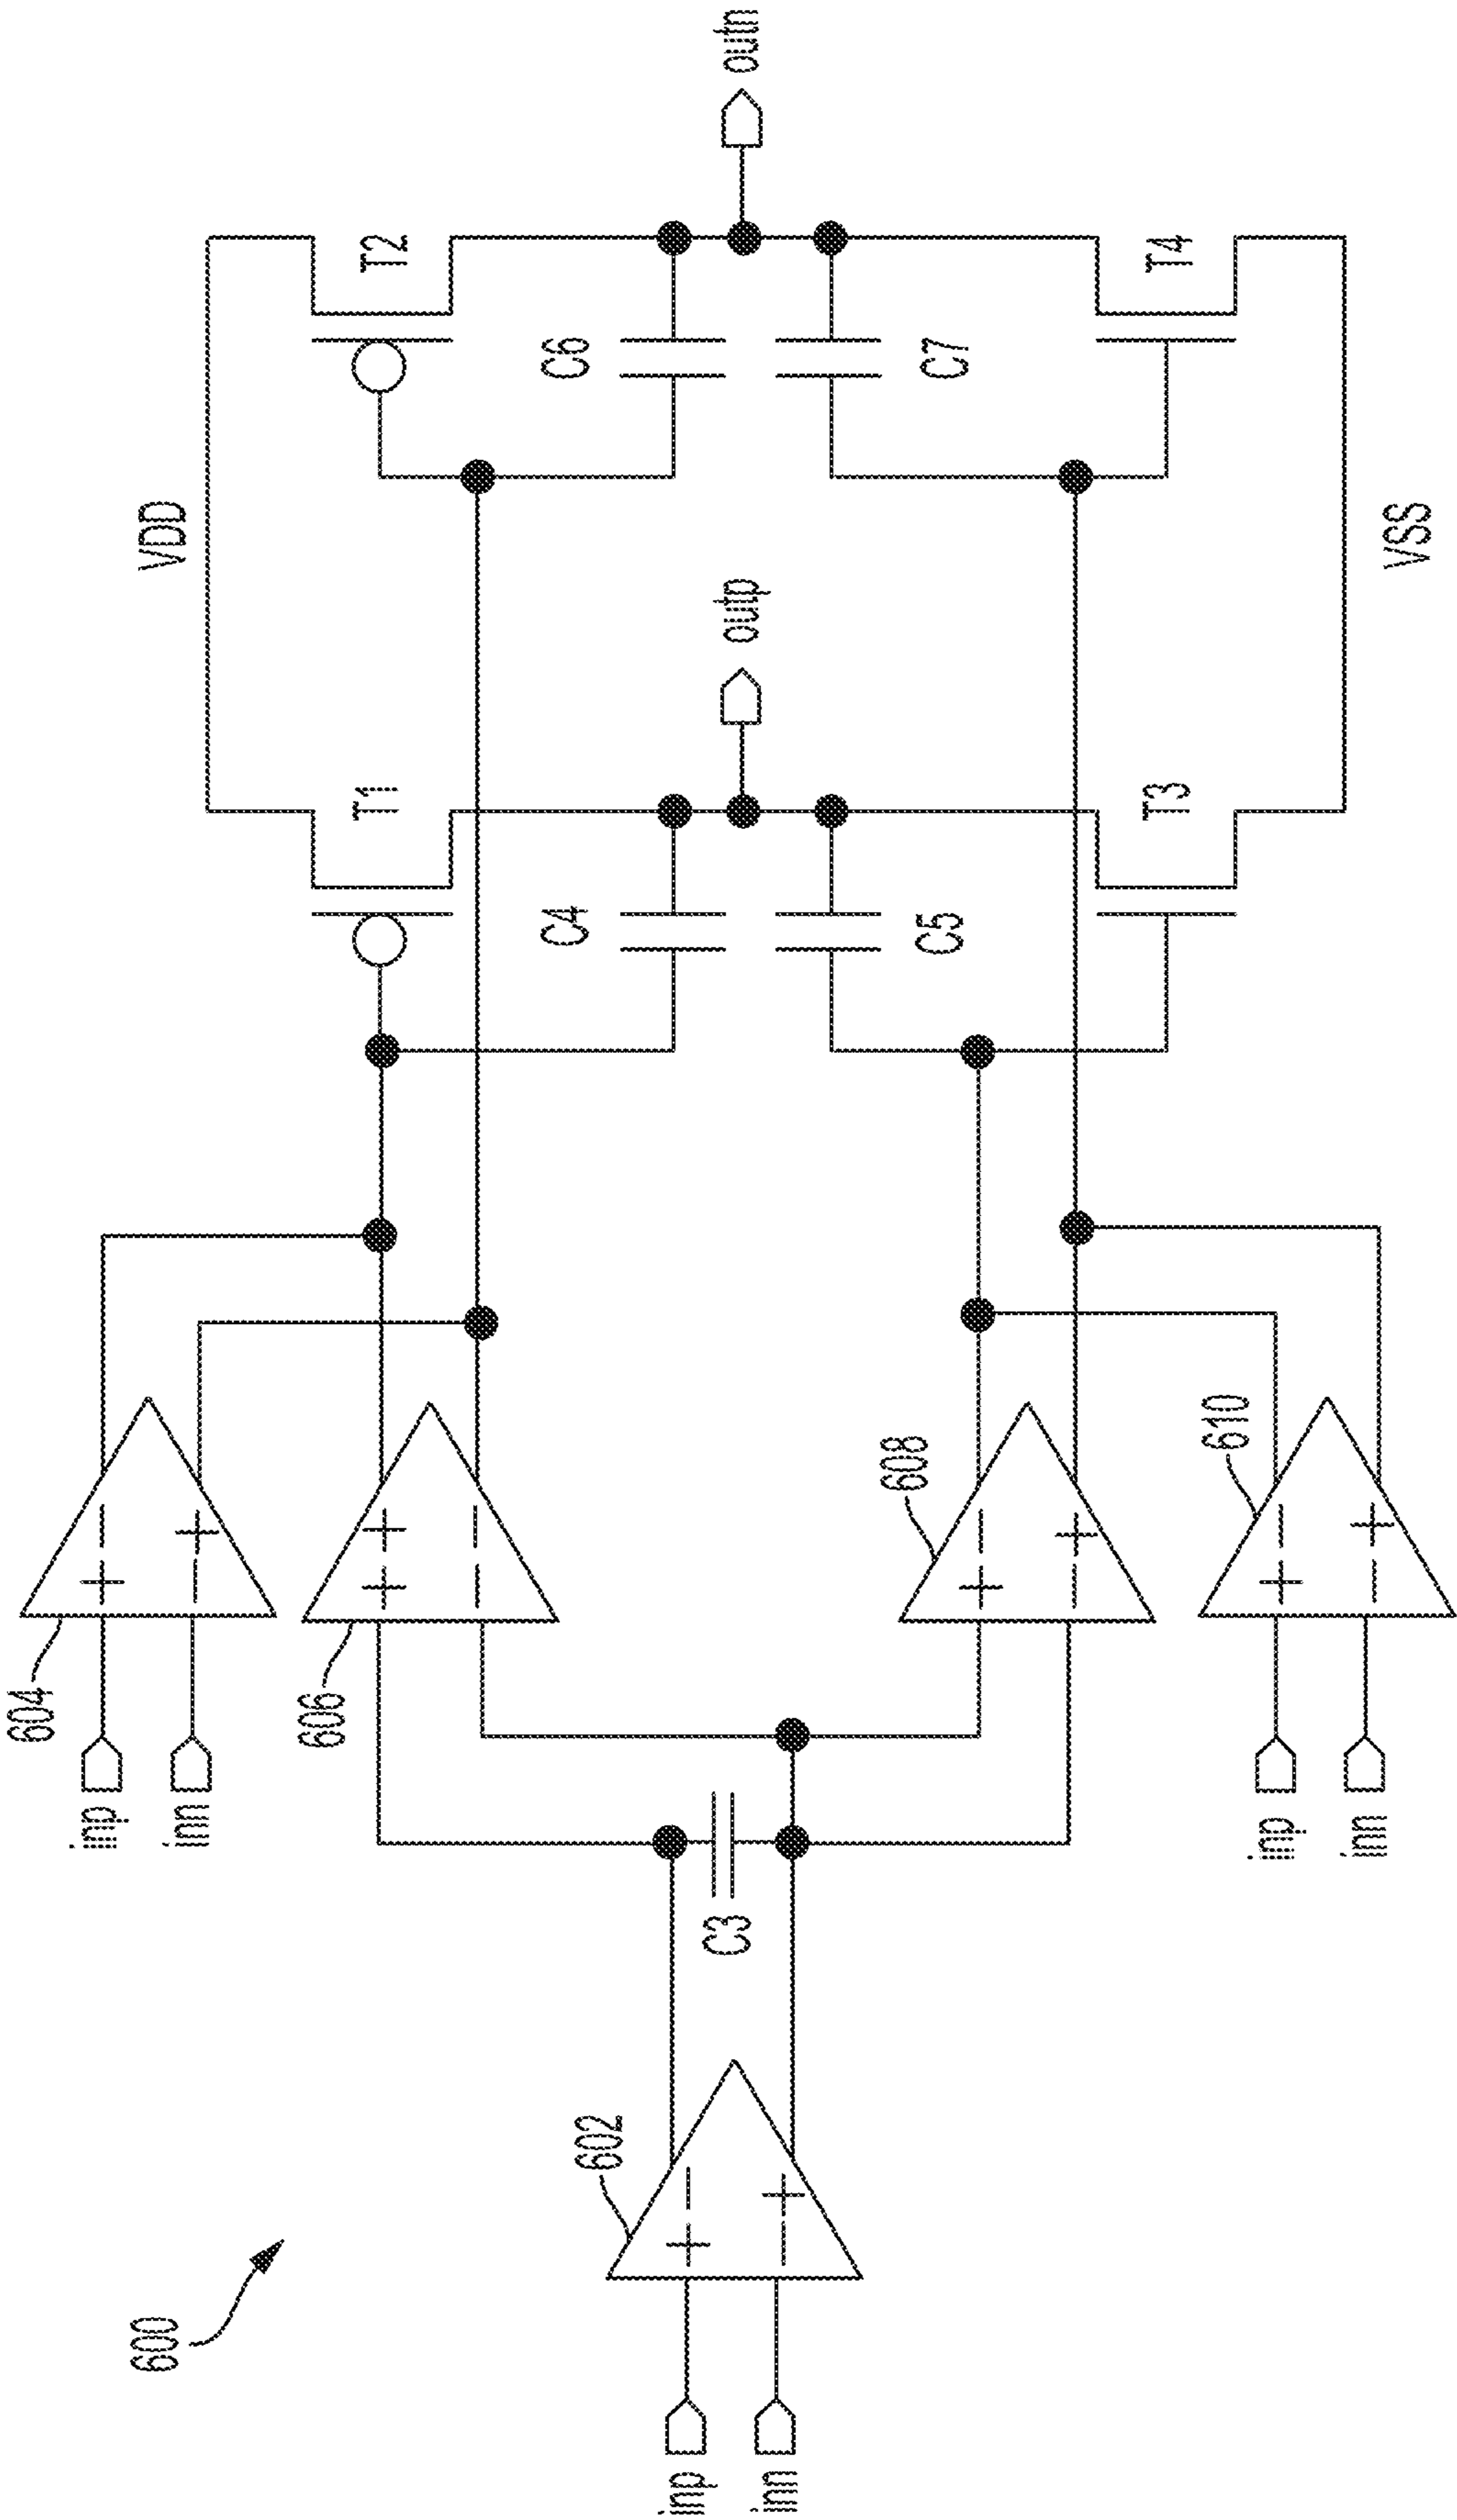 600
inp
inn
602
+ −
− +
C3
604
inp
inn
+ −
− +
606
+ +
− −
608
+ −
− +
610
inp
inn
+ −
− +
VDD
T1
T2
C4
C5
C6
C7
outp
outn
T3
T4
VSS